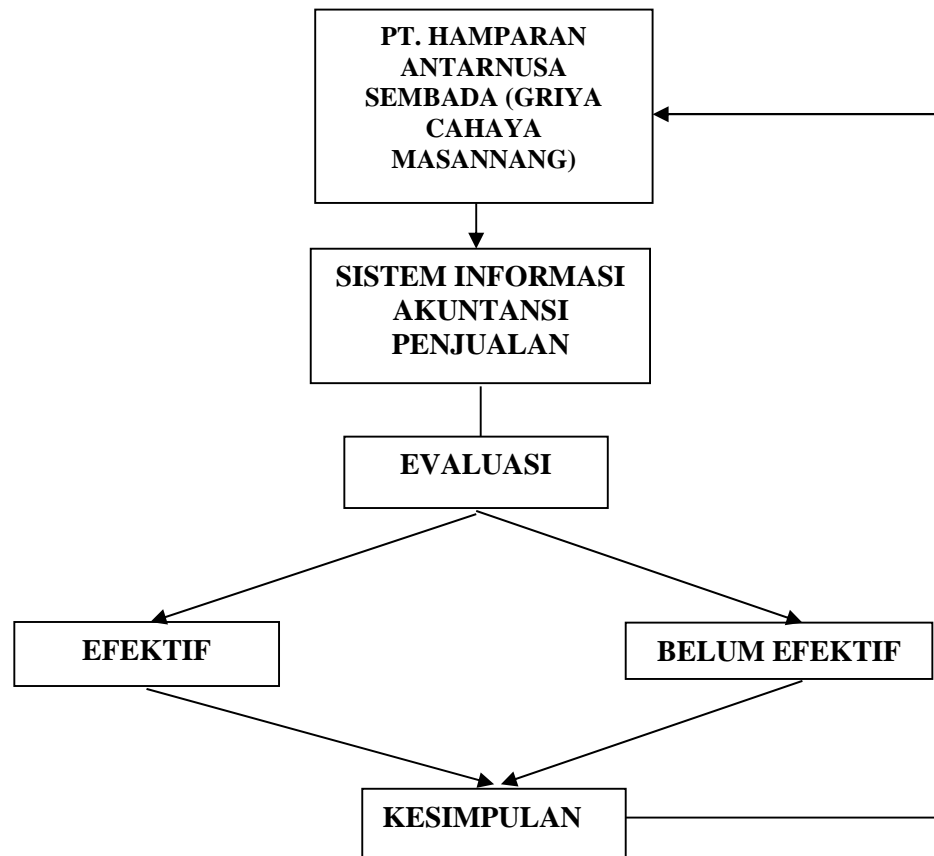 PT. HAMPARAN
ANTARNUSA
SEMBADA (GRIYA
CAHAYA
MASANNANG)
SISTEM INFORMASI
AKUNTANSI
PENJUALAN
EVALUASI
EFEKTIF
BELUM EFEKTIF
KESIMPULAN